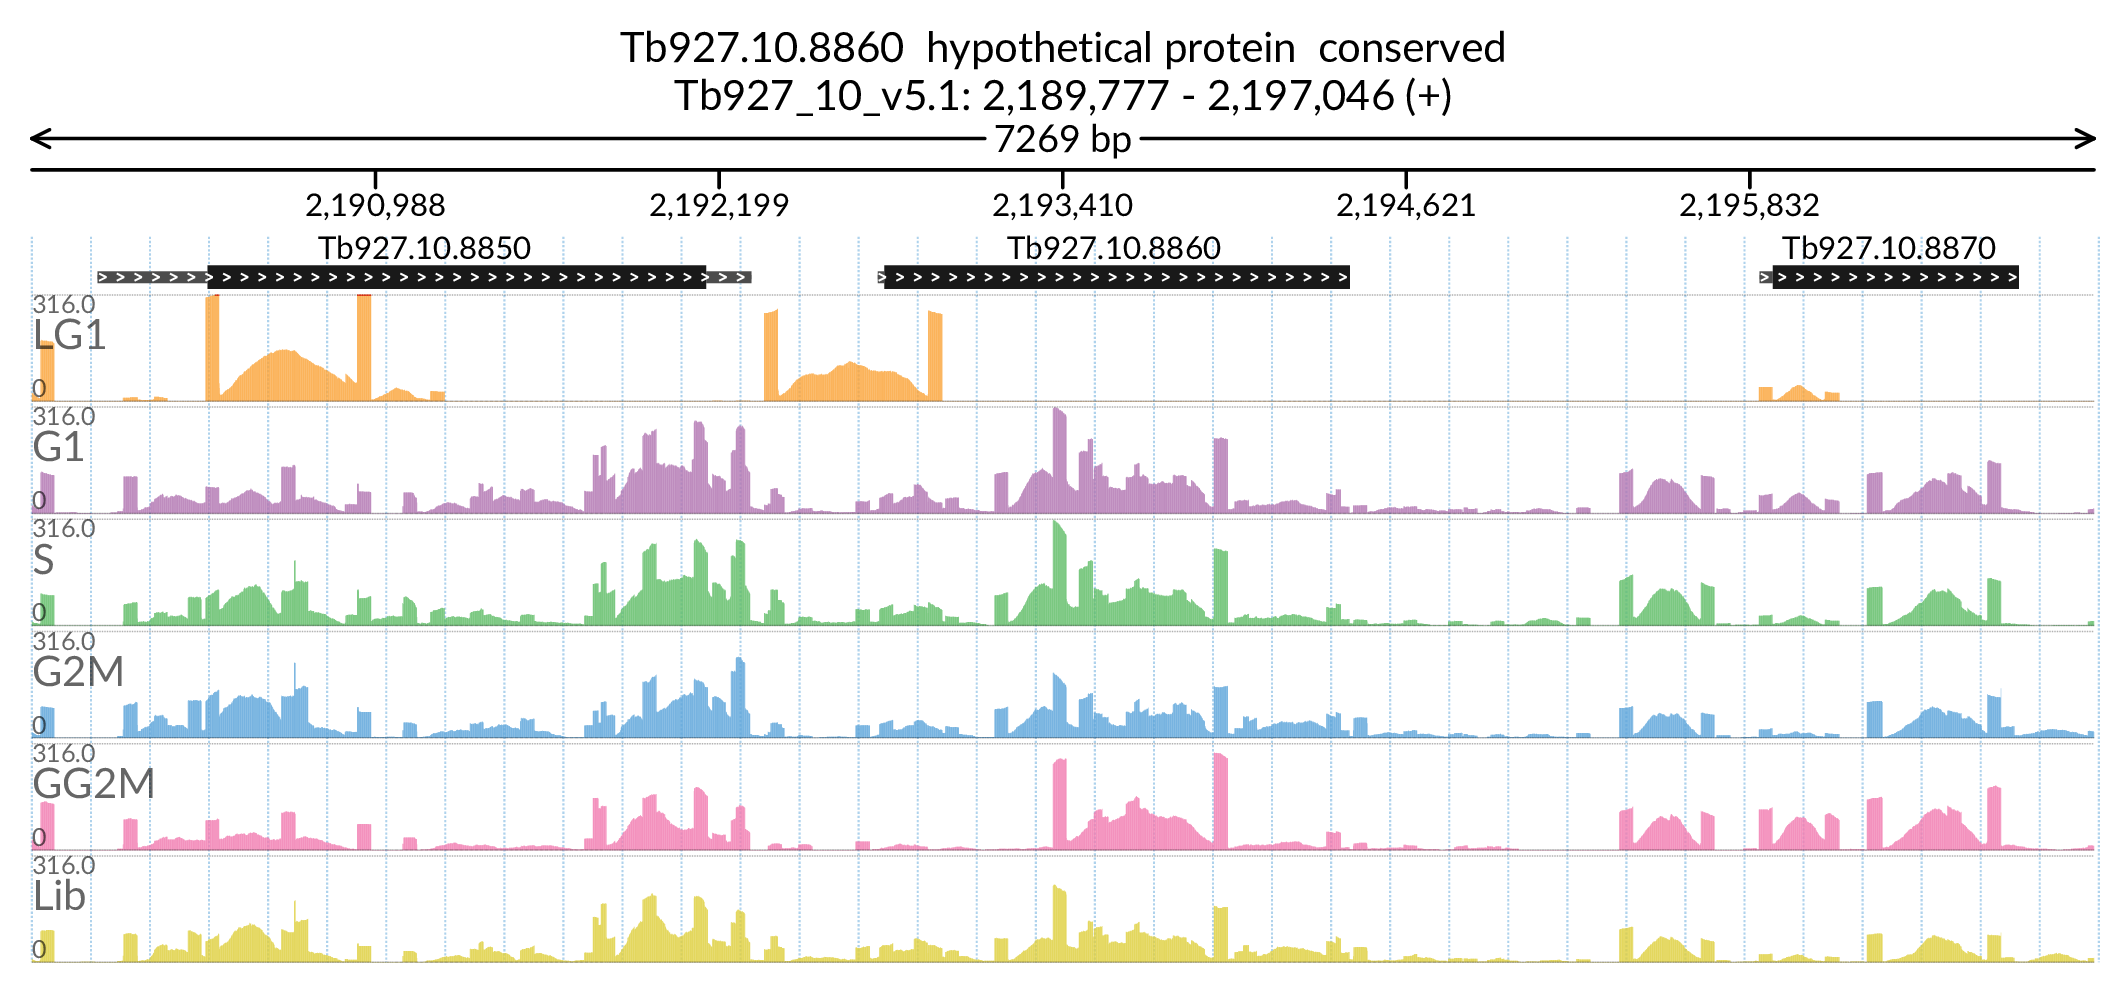 Tb927.10.8860 hypothetical protein conserved
Tb927_10_v5.1: 2,189,777 - 2,197,046 (+)
7269 bp
2,190,988 2,192,199 2,193,410 2,194,621 2,195,832
Tb927.10.8850 Tb927.10.8860 Tb927.10.8870
316.0
LG1
0
316.0
G1
0
316.0
S
0
316.0
G2M
0
316.0
GG2M
0
316.0
Lib
0